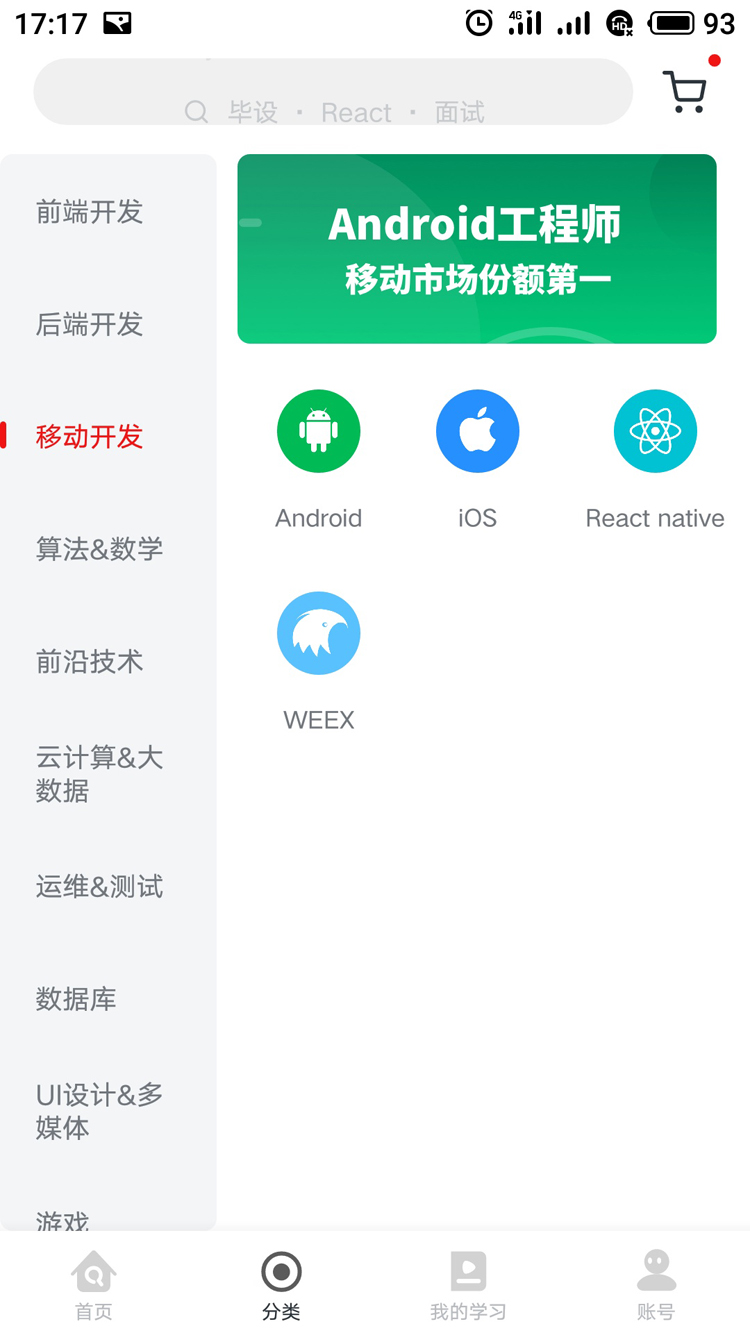 17:17
4G
HD
93
毕设 · React · 面试
前端开发
后端开发
移动开发
算法&数学
前沿技术
云计算&大
数据
运维&测试
数据库
UI设计&多
媒体
游戏
Android工程师
移动市场份额第一
Android
iOS
React native
WEEX
首页
分类
我的学习
账号